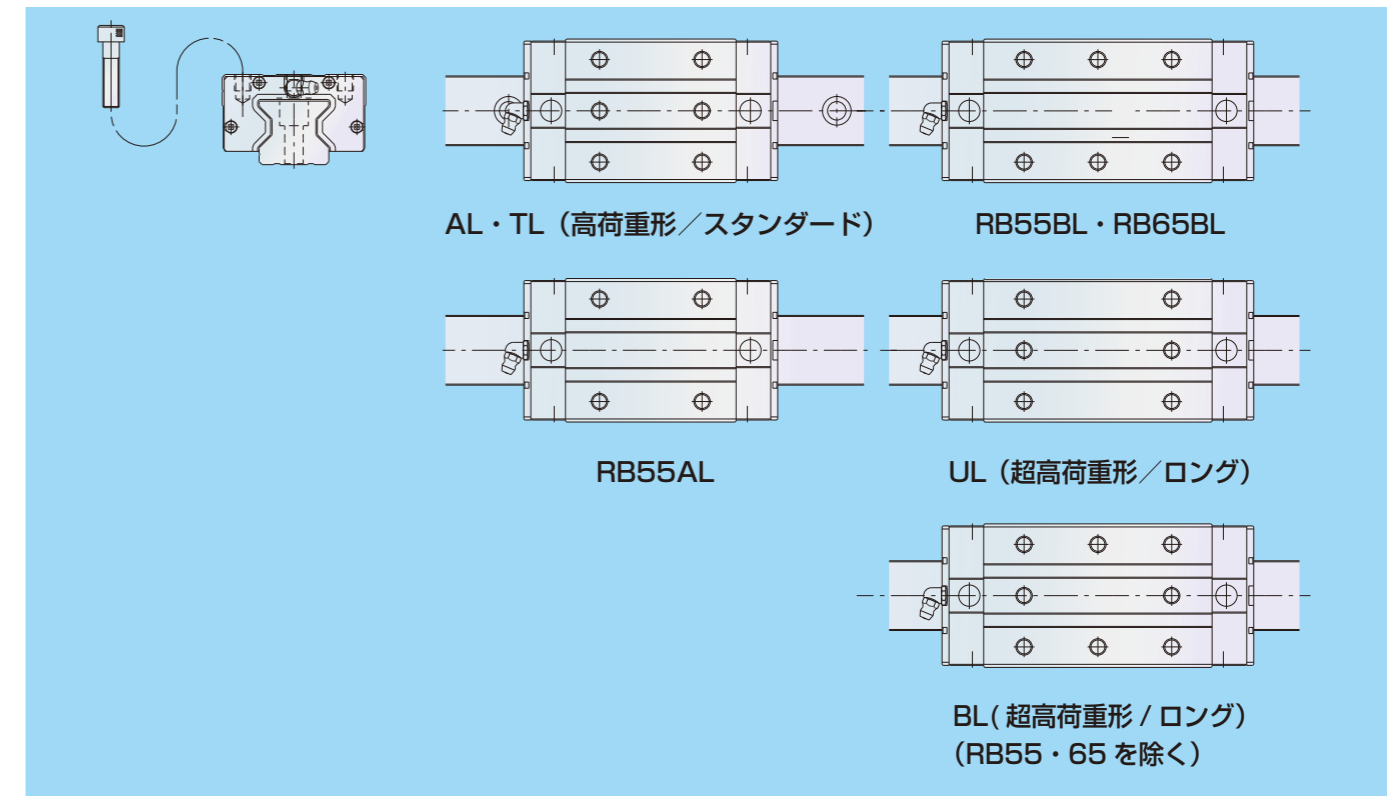 AL・TL（高荷重形／スタンダード）
RB55BL・RB65BL
RB55AL
UL（超高荷重形／ロング）
BL( 超高荷重形 / ロング）
（RB55・65 を除く）